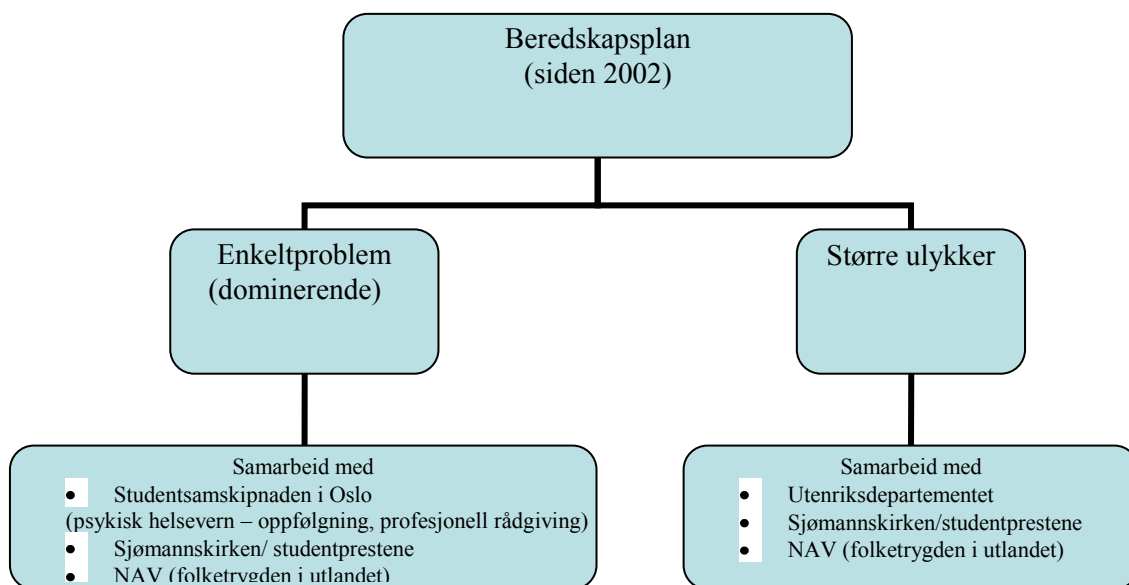 Beredskapsplan
(siden 2002)
Enkeltproblem
(dominerende)
Større ulykker
Samarbeid med
• Studentsamskipnaden i Oslo
(psykisk helsevern – oppfølgning, profesjonell rådgiving)
• Sjømannskirken/ studentprestene
• NAV (folketrygden i utlandet)
Samarbeid med
• Utenriksdepartementet
• Sjømannskirken/studentprestene
• NAV (folketrygden i utlandet)